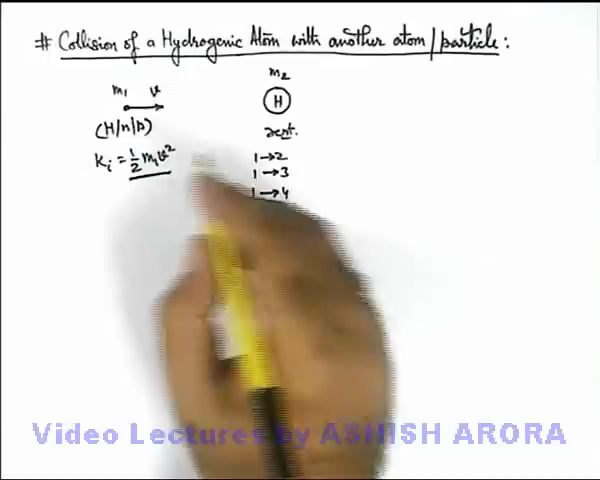 # Collision of a Hydrogenic Atom with another atom/particle:
m₁ v m₂
H
(H/n/p) rest.
Kᵢ = ½ m₁v² 1→2
1→3
1→4
Video Lectures by ASHISH ARORA